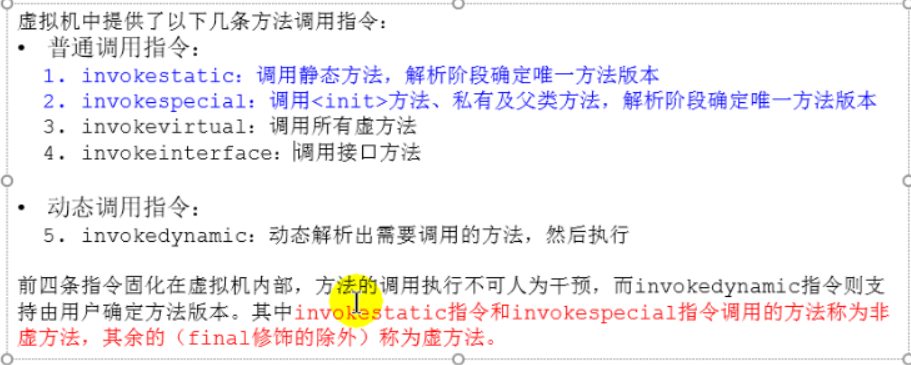 虚拟机中提供了以下几条方法调用指令:
• 普通调用指令:
1. invokestatic: 调用静态方法, 解析阶段确定唯一方法版本
2. invokespecial: 调用<init>方法、私有及父类方法, 解析阶段确定唯一方法版本
3. invokevirtual: 调用所有虚方法
4. invokeinterface: 调用接口方法
• 动态调用指令:
5. invokedynamic: 动态解析出需要调用的方法, 然后执行
前四条指令固化在虚拟机内部, 方法的调用执行不可人为干预, 而invokedynamic指令则支
持由用户确定方法版本。其中invokestatic指令和invokespecial指令调用的方法称为非
虚方法, 其余的 (final修饰的除外) 称为虚方法。